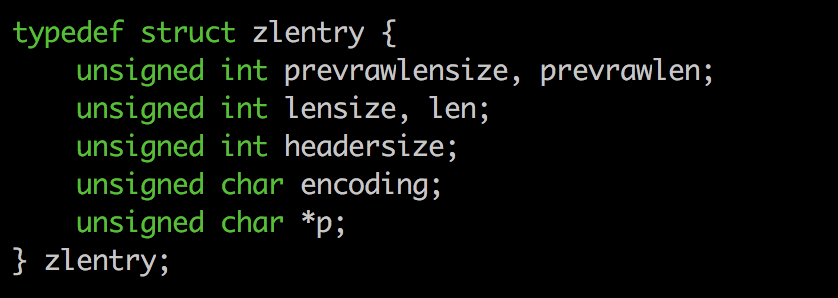 typedef struct zlentry {
    unsigned int prevrawlensize, prevrawlen;
    unsigned int lensize, len;
    unsigned int headersize;
    unsigned char encoding;
    unsigned char *p;
} zlentry;